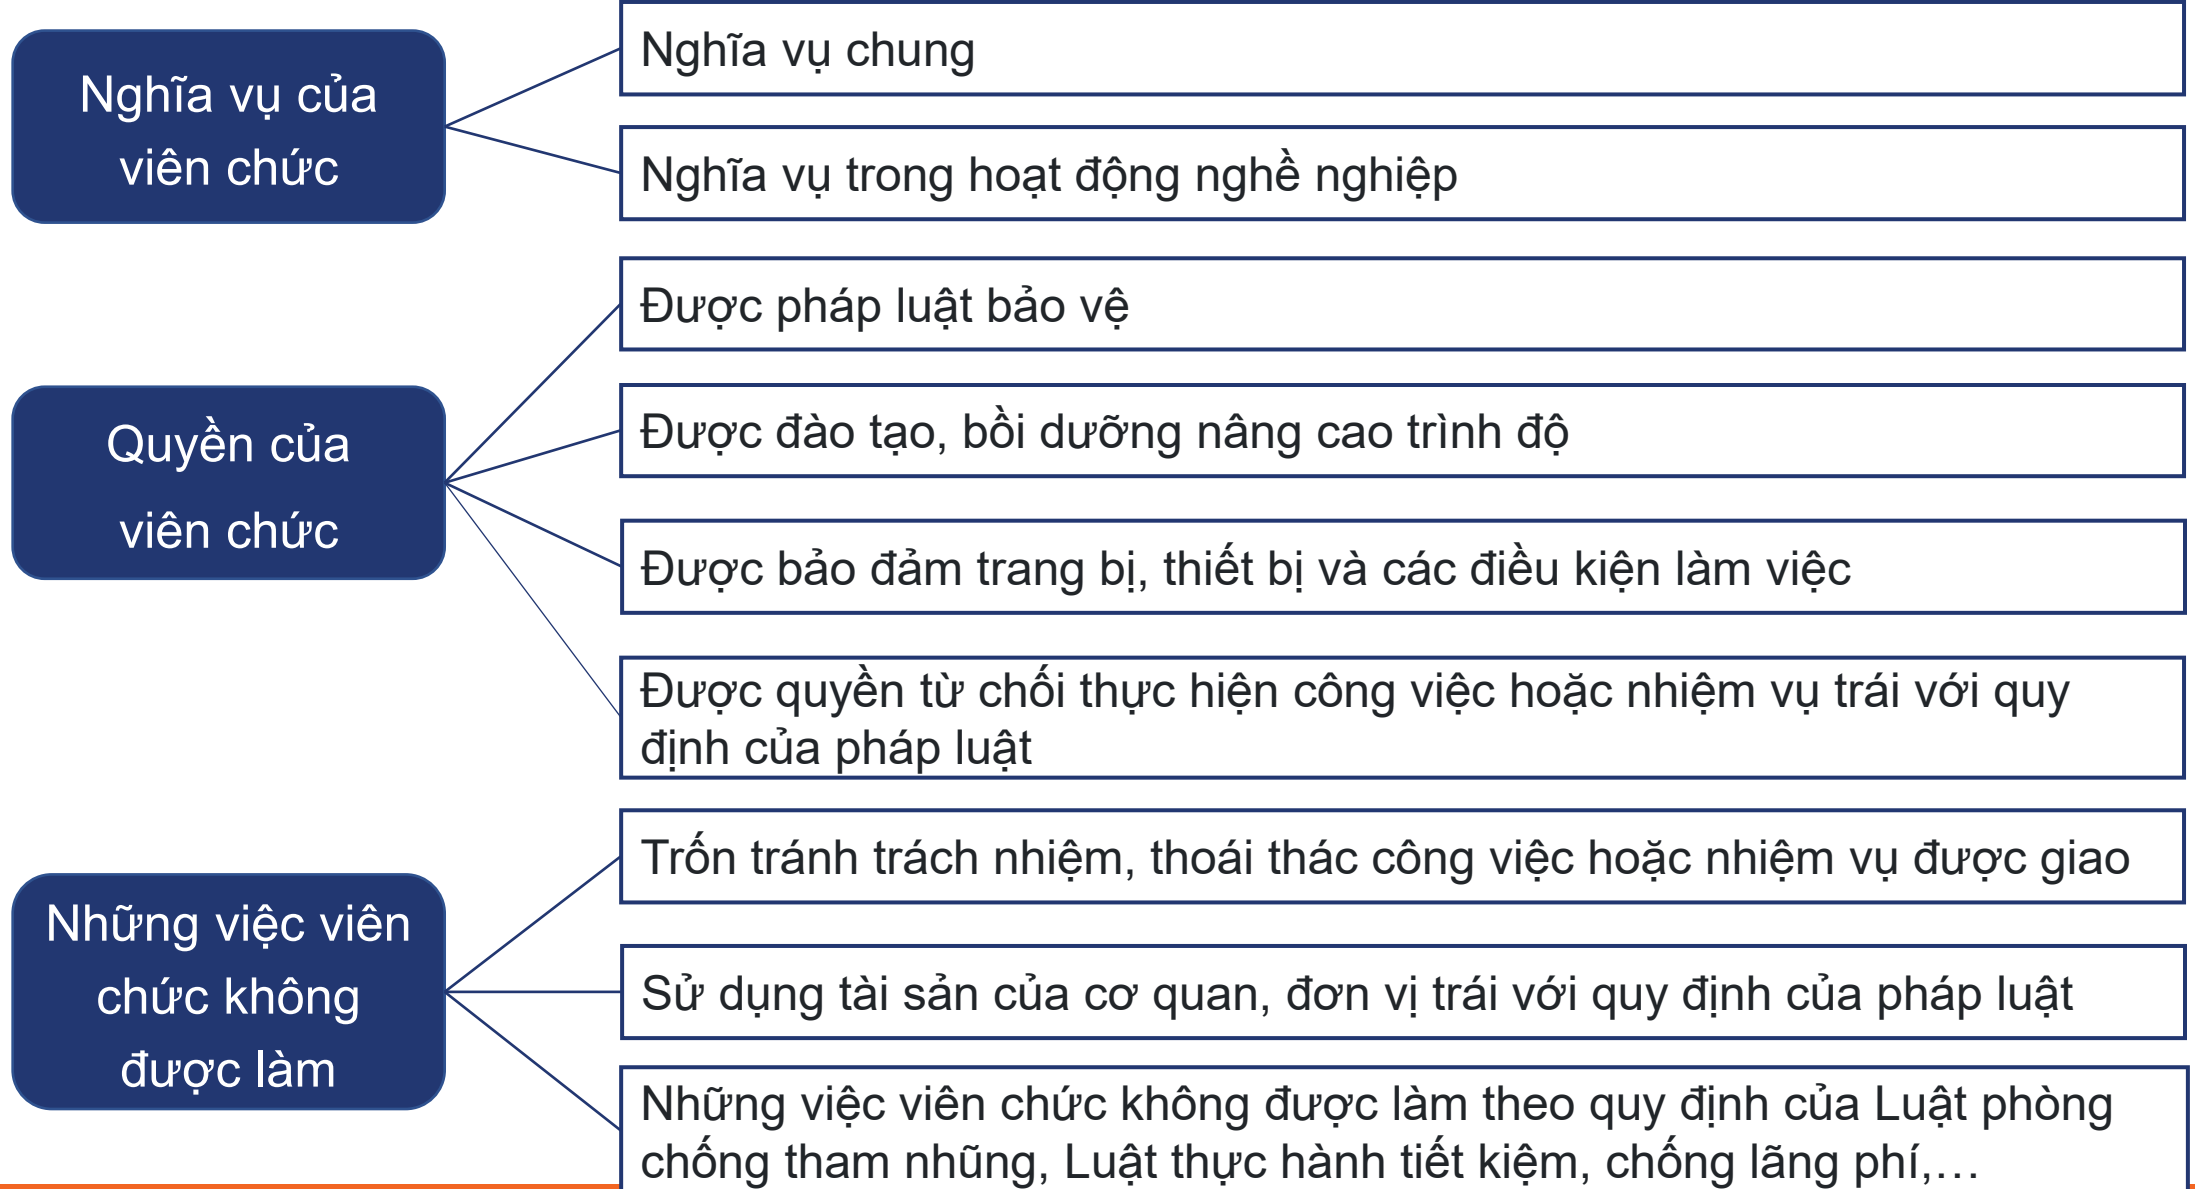 Nghĩa vụ của
viên chức
Nghĩa vụ chung
Nghĩa vụ trong hoạt động nghề nghiệp
Quyền của
viên chức
Được pháp luật bảo vệ
Được đào tạo, bồi dưỡng nâng cao trình độ
Được bảo đảm trang bị, thiết bị và các điều kiện làm việc
Được quyền từ chối thực hiện công việc hoặc nhiệm vụ trái với quy
định của pháp luật
Những việc viên
chức không
được làm
Trốn tránh trách nhiệm, thoái thác công việc hoặc nhiệm vụ được giao
Sử dụng tài sản của cơ quan, đơn vị trái với quy định của pháp luật
Những việc viên chức không được làm theo quy định của Luật phòng
chống tham nhũng, Luật thực hành tiết kiệm, chống lãng phí,…